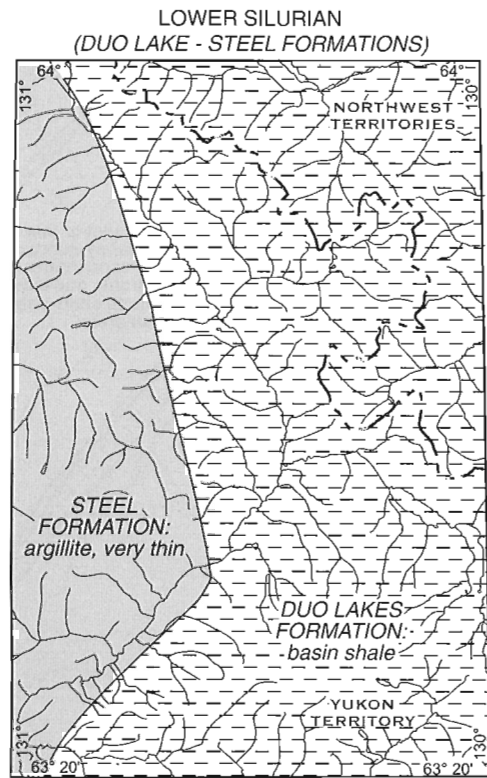 LOWER SILURIAN
(DUO LAKE - STEEL FORMATIONS)
64°
131°
64°
130°
NORTHWEST
TERRITORIES
STEEL
FORMATION:
argillite, very thin
DUO LAKES
FORMATION:
basin shale
YUKON
TERRITORY
131°
63° 20'
130°
63° 20'